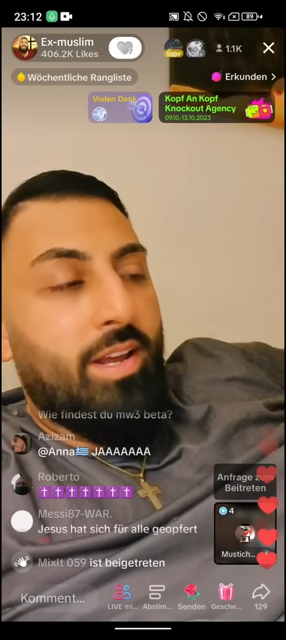 23:12
89
Ex-muslim
406.2K Likes
100+
100+
1.1K
Wöchentliche Rangliste
Erkunden
Vielen Dank
Kopf An Kopf
Knockout Agency
09.10-13.10.2023
Wie findest du mw3 beta?
Azizam
@Anna🇬🇷 JAAAAAAA
Roberto
✝️✝️✝️✝️✝️✝️✝️
Messi87-WAR.
Jesus hat sich für alle geopfert
MixIt 059 ist beigetreten
Anfrage zum
Beitreten
4
Mustich...
Komment...
LIVE mi...
Abstim...
Senden
Gesche...
129